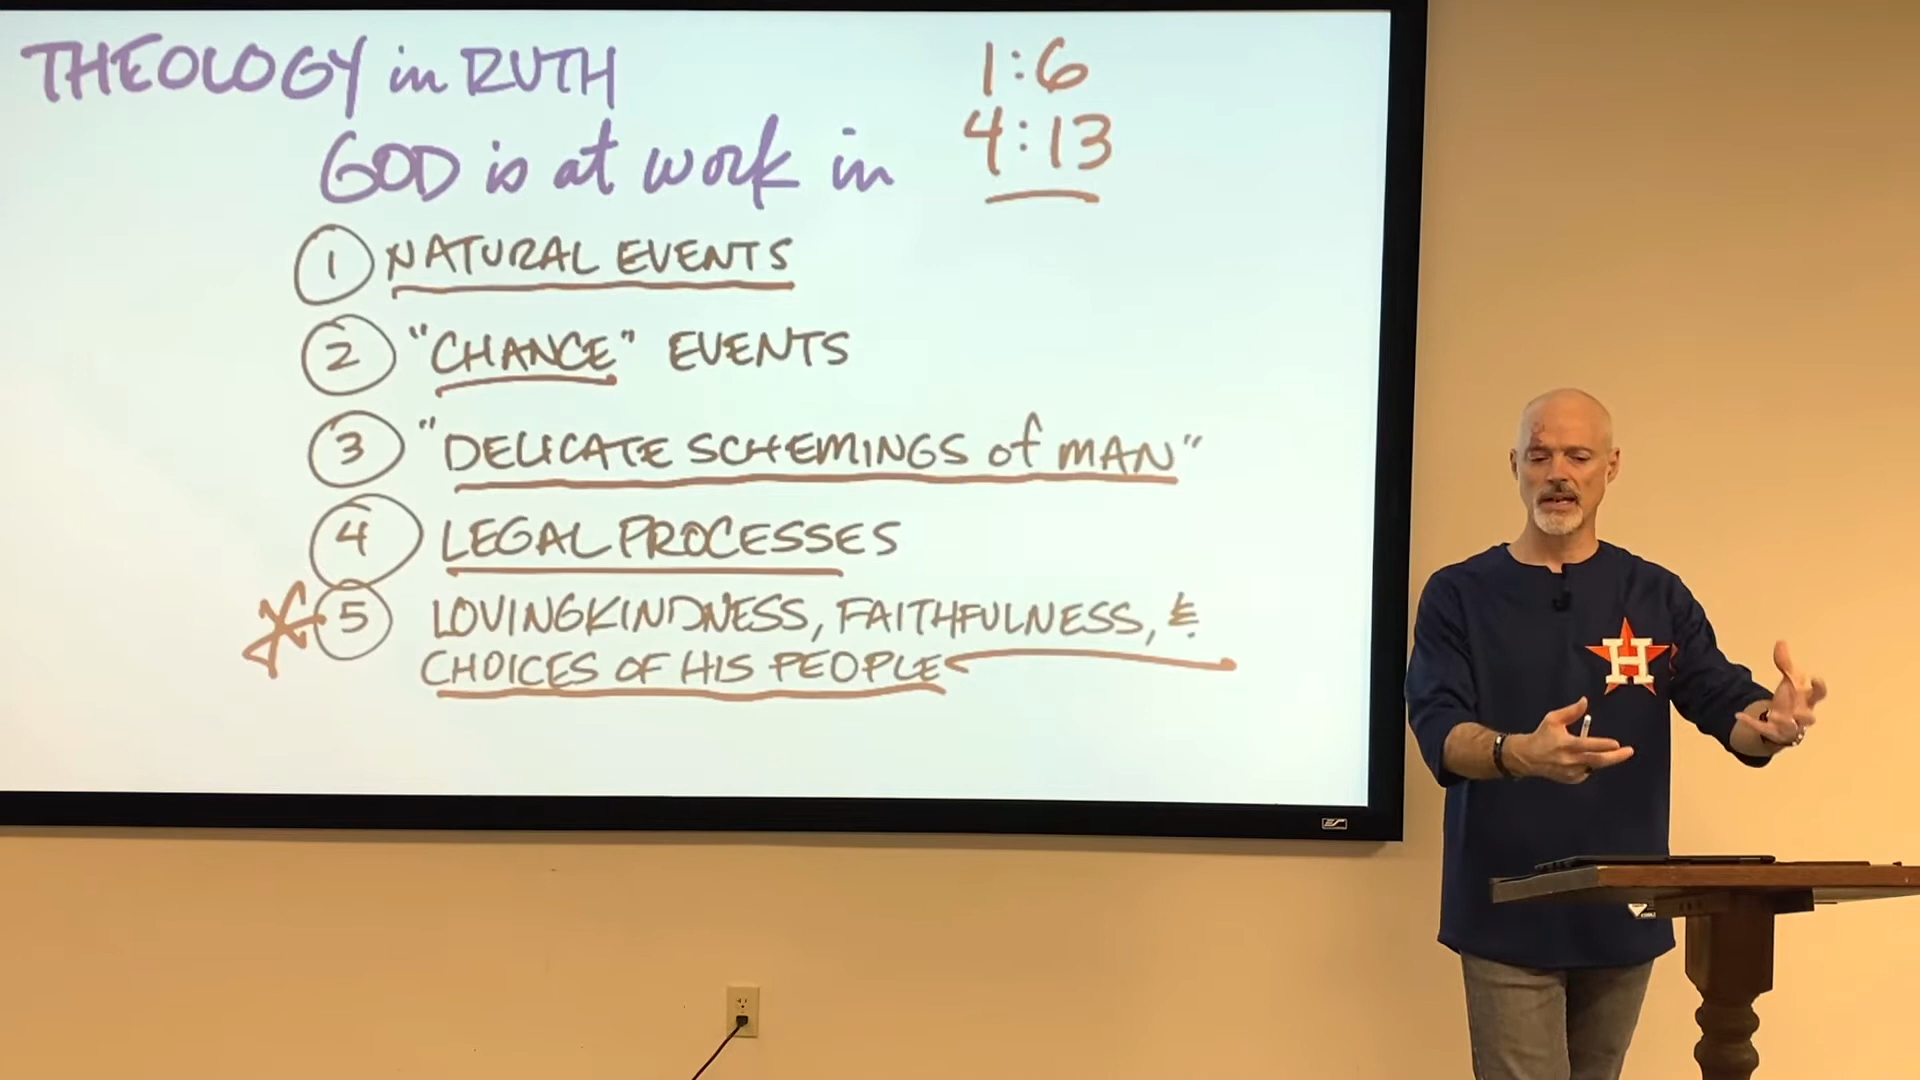 THEOLOGY in RUTH
1:6
GOD is at work in
4:13
1 NATURAL EVENTS
2 "CHANCE" EVENTS
3 "DELICATE SCHEMINGS of MAN"
4 LEGAL PROCESSES
5 LOVINGKINDNESS, FAITHFULNESS, &
CHOICES OF HIS PEOPLE
H